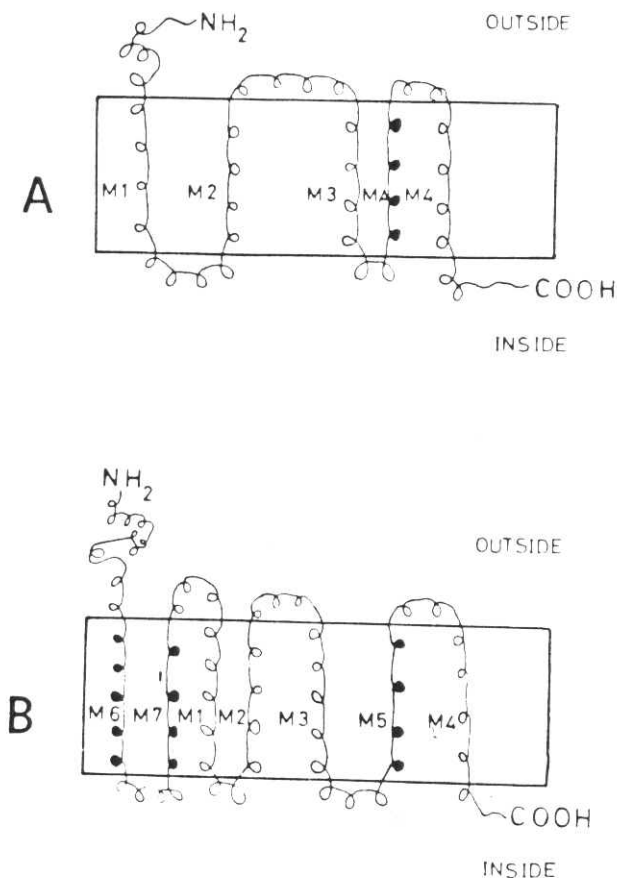 NH2
OUTSIDE
A
M1 M2 M3 MA M4
COOH
INSIDE
NH2
OUTSIDE
B
M6 M7 M1 M2 M3 M5 M4
COOH
INSIDE